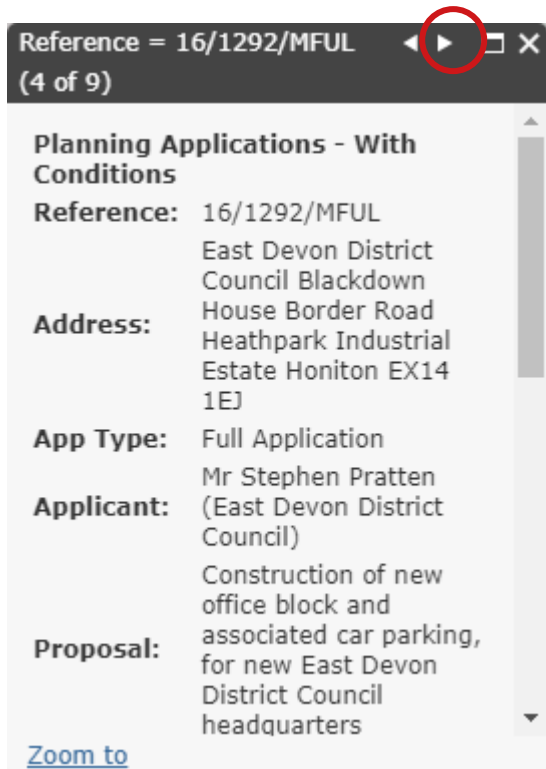 Reference = 16/1292/MFUL
(4 of 9)
Planning Applications - With
Conditions
Reference: 16/1292/MFUL
East Devon District
Council Blackdown
Address: House Border Road
Heathpark Industrial
Estate Honiton EX14
1EJ
App Type: Full Application
Mr Stephen Pratten
Applicant: (East Devon District
Council)
Construction of new
office block and
Proposal: associated car parking,
for new East Devon
District Council
headquarters
Zoom to